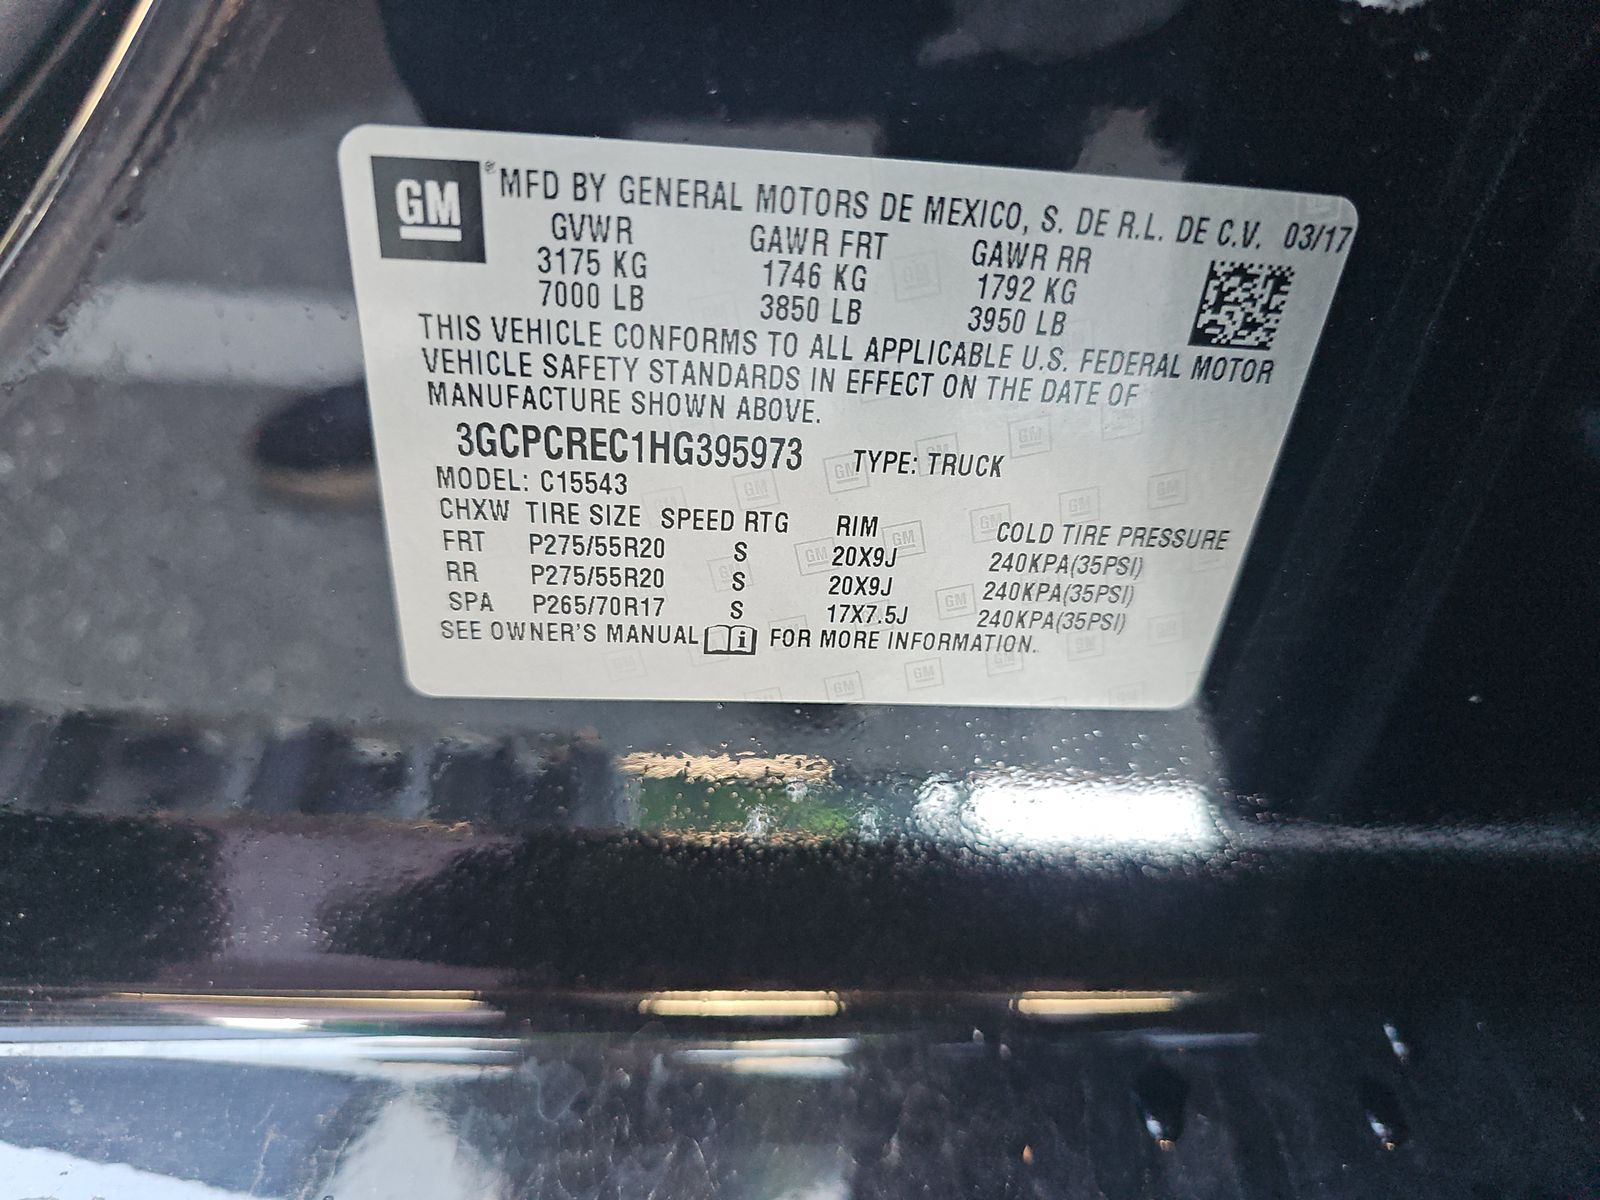 GM® MFD BY GENERAL MOTORS DE MEXICO, S. DE R.L. DE C.V. 03/17
GVWR GAWR FRT GAWR RR
3175 KG 1746 KG 1792 KG
7000 LB 3850 LB 3950 LB
THIS VEHICLE CONFORMS TO ALL APPLICABLE U.S. FEDERAL MOTOR
VEHICLE SAFETY STANDARDS IN EFFECT ON THE DATE OF
MANUFACTURE SHOWN ABOVE.
3GCPCREC1HG395973 TYPE: TRUCK
MODEL: C15543
CHXW TIRE SIZE SPEED RTG RIM COLD TIRE PRESSURE
FRT P275/55R20 S 20X9J 240KPA(35PSI)
RR P275/55R20 S 20X9J 240KPA(35PSI)
SPA P265/70R17 S 17X7.5J 240KPA(35PSI)
SEE OWNER'S MANUAL i FOR MORE INFORMATION.